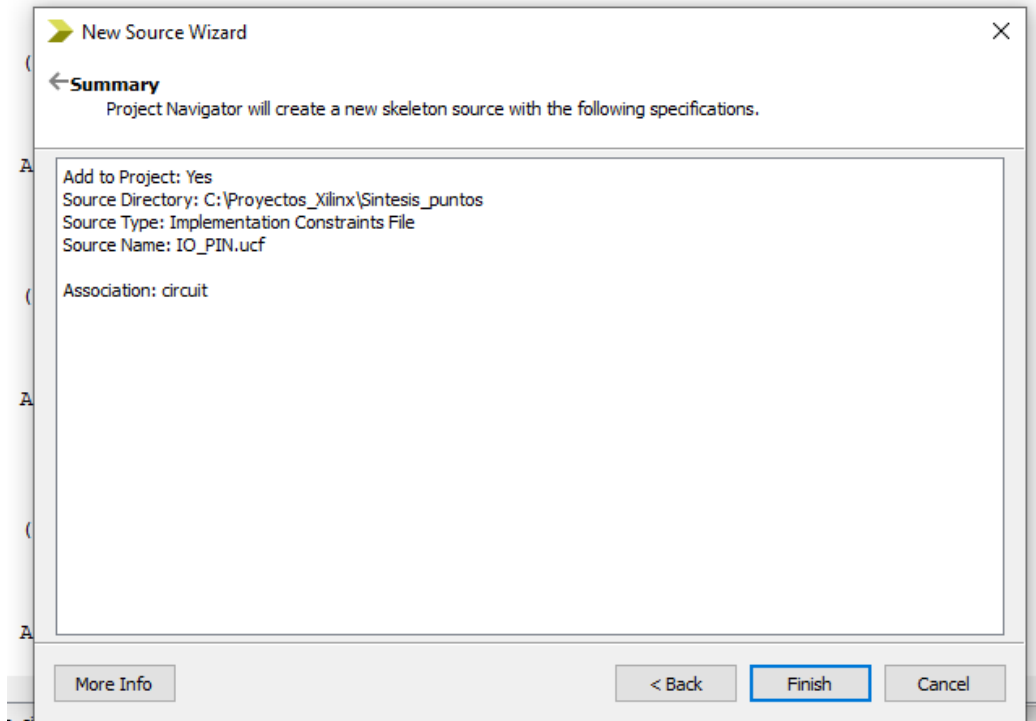 New Source Wizard
Summary
Project Navigator will create a new skeleton source with the following specifications.
(
A
(
A
(
A
Add to Project: Yes
Source Directory: C:\Proyectos_Xilinx\Sintesis_puntos
Source Type: Implementation Constraints File
Source Name: IO_PIN.ucf
Association: circuit
More Info
< Back
Finish
Cancel